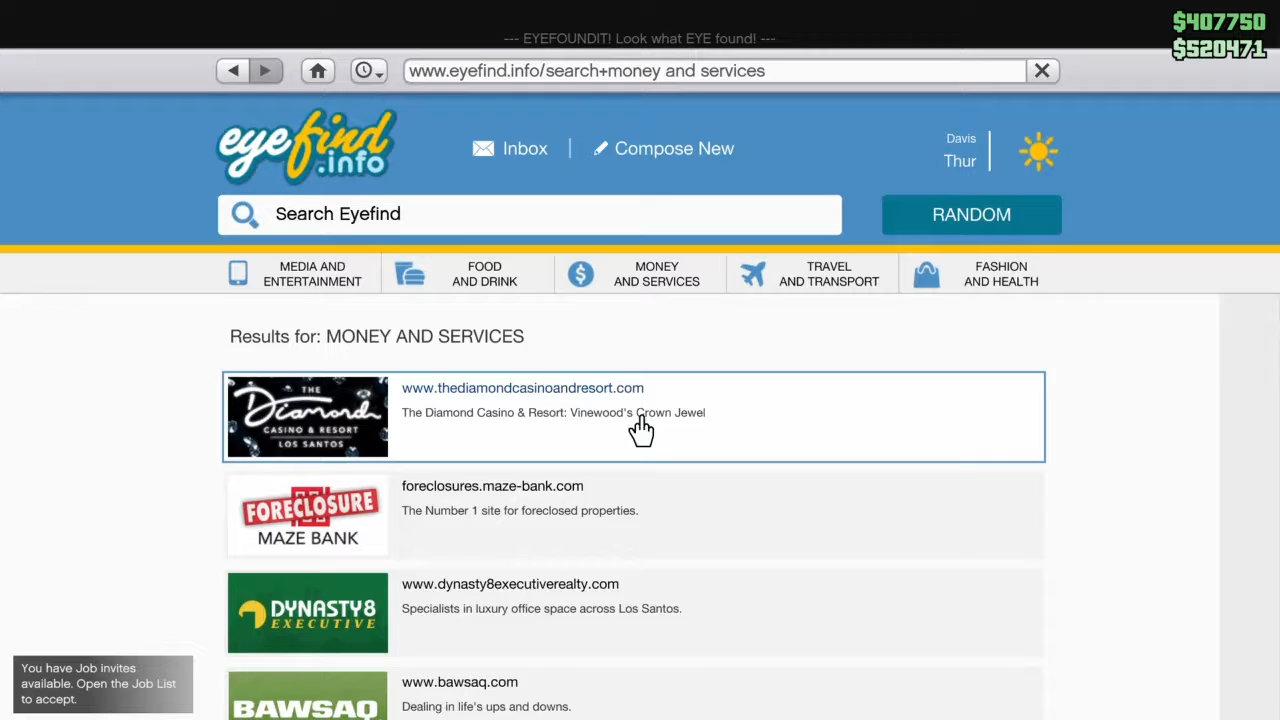 $407750
--- EYEFOUNDIT! Look what EYE found! ---
$520471
www.eyefind.info/search+money and services
eyefind
.info
Inbox
Compose New
Davis
Thur
Search Eyefind
RANDOM
MEDIA AND
ENTERTAINMENT
FOOD
AND DRINK
MONEY
AND SERVICES
TRAVEL
AND TRANSPORT
FASHION
AND HEALTH
Results for: MONEY AND SERVICES
THE
Diamond
CASINO & RESORT
LOS SANTOS
www.thediamondcasinoandresort.com
The Diamond Casino & Resort: Vinewood's Crown Jewel
FORECLOSURE
MAZE BANK
foreclosures.maze-bank.com
The Number 1 site for foreclosed properties.
DYNASTY8
EXECUTIVE
www.dynasty8executiverealty.com
Specialists in luxury office space across Los Santos.
BAWSAQ
www.bawsaq.com
Dealing in life's ups and downs.
You have Job invites
available. Open the Job List
to accept.